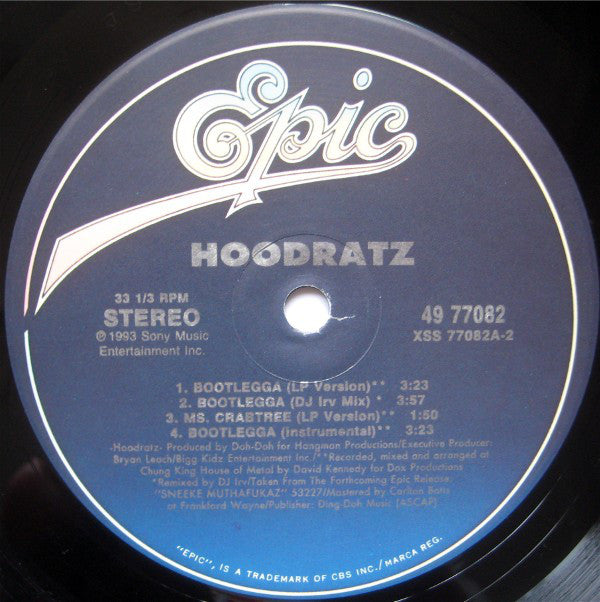 Epic
HOODRATZ
33 1/3 RPM
STEREO
℗1993 Sony Music
Entertainment Inc.
49 77082
XSS 77082A-2
1. BOOTLEGGA (LP Version)** 3:23
2. BOOTLEGGA (DJ Irv Mix) * 3:57
3. MS. CRABTREE (LP Version)** 1:50
4. BOOTLEGGA (Instrumental)** 3:23
-Hoodratz- Produced by Doh-Doh for Hangman Productions/Executive Producer:
Bryan Leach/Bigg Kidz Entertainment Inc./**Recorded, mixed and arranged at
Chung King House of Metal by David Kennedy for Dox Productions
*Remixed by DJ Irv/Taken From The Forthcoming Epic Release:
"SNEEKE MUTHAFUKAZ" 53227/Mastered by Carlton Batts
at Frankford Wayne/Publisher: Ding-Doh Music (ASCAP)
"EPIC", IS A TRADEMARK OF CBS INC./MARCA REG.